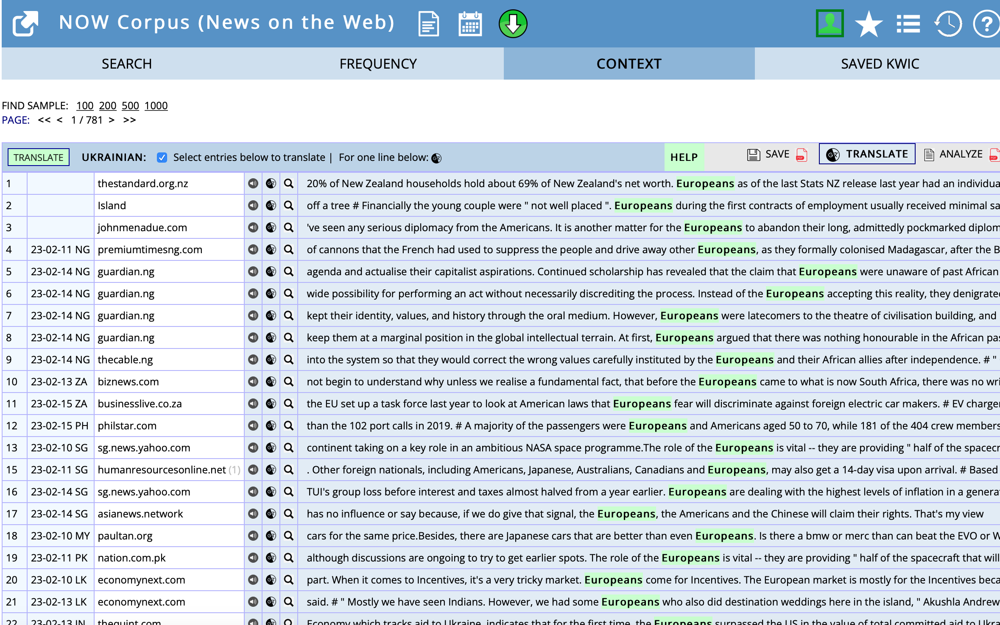 NOW Corpus (News on the Web)
SEARCH FREQUENCY CONTEXT SAVED KWIC
FIND SAMPLE: 100 200 500 1000
PAGE: << < 1 / 781 > >>
TRANSLATE UKRAINIAN: Select entries below to translate | For one line below: HELP SAVE TRANSLATE ANALYZE
1 thestandard.org.nz 20% of New Zealand households hold about 69% of New Zealand's net worth. Europeans as of the last Stats NZ release last year had an individua
2 Island off a tree # Financially the young couple were " not well placed ". Europeans during the first contracts of employment usually received minimal sa
3 johnmenadue.com 've seen any serious diplomacy from the Americans. It is another matter for the Europeans to abandon their long, admittedly pockmarked diplom
4 23-02-11 NG premiumtimesng.com of cannons that the French had used to suppress the people and drive away other Europeans, as they formally colonised Madagascar, after the B
5 23-02-14 NG guardian.ng agenda and actualise their capitalist aspirations. Continued scholarship has revealed that the claim that Europeans were unaware of past African
6 23-02-14 NG guardian.ng wide possibility for performing an act without necessarily discrediting the process. Instead of the Europeans accepting this reality, they denigrate
7 23-02-14 NG guardian.ng kept their identity, values, and history through the oral medium. However, Europeans were latecomers to the theatre of civilisation building, and
8 23-02-14 NG guardian.ng keep them at a marginal position in the global intellectual terrain. At first, Europeans argued that there was nothing honourable in the African pas
9 23-02-14 NG thecable.ng into the system so that they would correct the wrong values carefully instituted by the Europeans and their African allies after independence. # "
10 23-02-13 ZA biznews.com not begin to understand why unless we realise a fundamental fact, that before the Europeans came to what is now South Africa, there was no wri
11 23-02-15 ZA businesslive.co.za the EU set up a task force last year to look at American laws that Europeans fear will discriminate against foreign electric car makers. # EV charger
12 23-02-15 PH philstar.com than the 102 port calls in 2019. # A majority of the passengers were Europeans and Americans aged 50 to 70, while 181 of the 404 crew members
13 23-02-10 SG sg.news.yahoo.com continent taking on a key role in an ambitious NASA space programme.The role of the Europeans is vital -- they are providing " half of the spacecr
15 23-02-11 SG humanresourcesonline.net (1) . Other foreign nationals, including Americans, Japanese, Australians, Canadians and Europeans, may also get a 14-day visa upon arrival. # Based
16 23-02-14 SG sg.news.yahoo.com TUI's group loss before interest and taxes almost halved from a year earlier. Europeans are dealing with the highest levels of inflation in a genera
17 23-02-14 SG asianews.network has no influence or say because, if we do give that signal, the Europeans, the Americans and the Chinese will claim their rights. That's my view
18 23-02-10 MY paultan.org cars for the same price.Besides, there are Japanese cars that are better than even Europeans. Is there a bmw or merc than can beat the EVO or W
19 23-02-11 PK nation.com.pk although discussions are ongoing to try to get earlier spots. The role of the Europeans is vital -- they are providing " half of the spacecraft that will
20 23-02-10 LK economynext.com part. When it comes to Incentives, it's a very tricky market. Europeans come for Incentives. The European market is mostly for the Incentives beca
21 23-02-13 LK economynext.com said. # " Mostly we have seen Indians. However, we had some Europeans who also did destination weddings here in the island, " Akushla Andrew
22 23-02-13 IN thequint.com Economy which tracks aid to Ukraine, indicates that for the first time, the Europeans surpassed the US in the value of total committed aid to Ukra